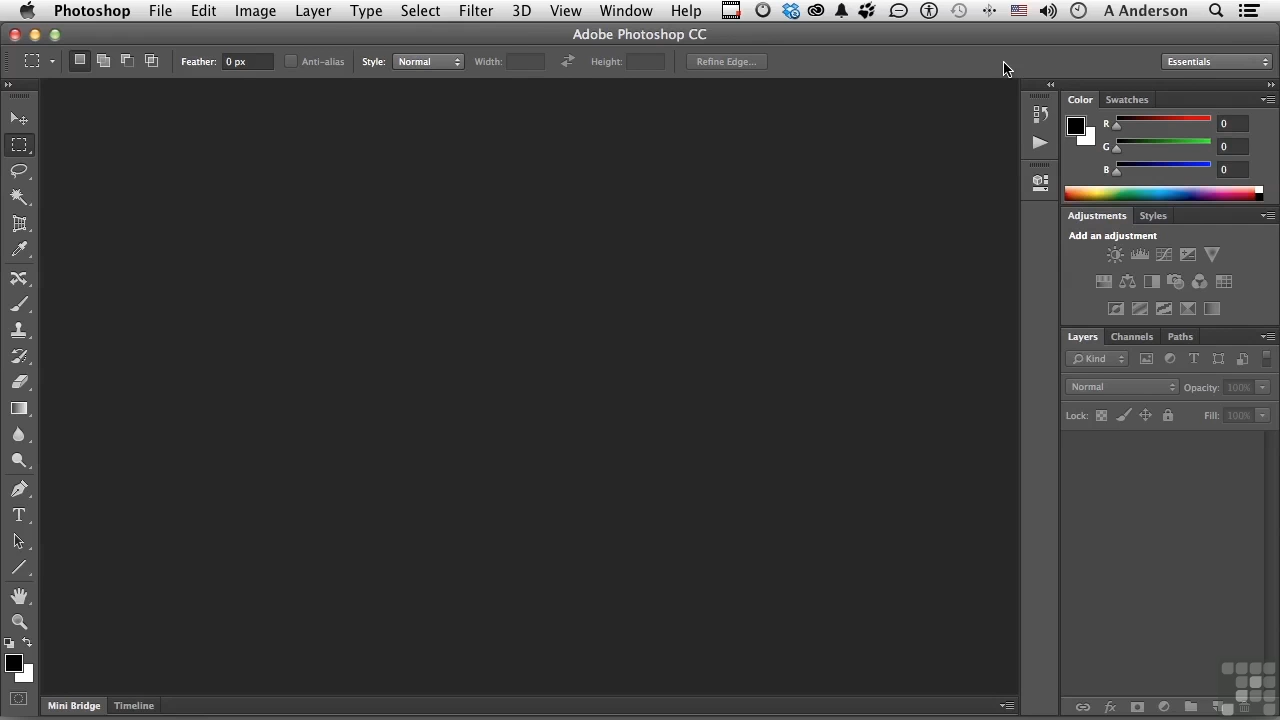 Photoshop File Edit Image Layer Type Select Filter 3D View Window Help A Anderson
Adobe Photoshop CC
Feather: 0 px Anti-alias Style: Normal Width: Height: Refine Edge... Essentials
Color Swatches
R 0
G 0
B 0
Adjustments Styles
Add an adjustment
Layers Channels Paths
Kind
Normal Opacity: 100%
Lock: Fill: 100%
Mini Bridge Timeline